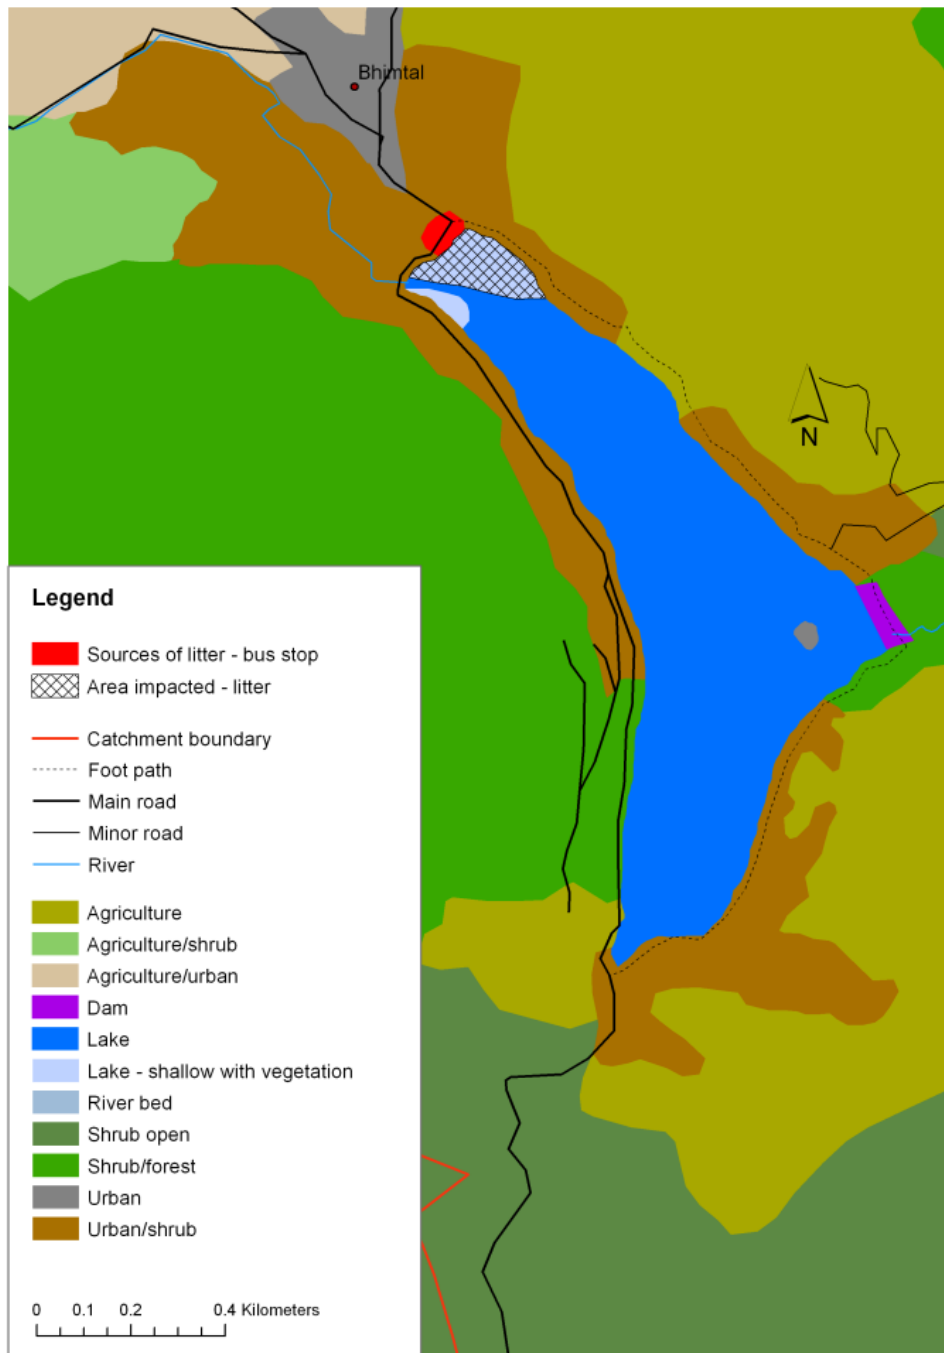 Bhimtal
N
Legend
Sources of litter - bus stop
Area impacted - litter
Catchment boundary
Foot path
Main road
Minor road
River
Agriculture
Agriculture/shrub
Agriculture/urban
Dam
Lake
Lake - shallow with vegetation
River bed
Shrub open
Shrub/forest
Urban
Urban/shrub
0 0.1 0.2 0.4 Kilometers